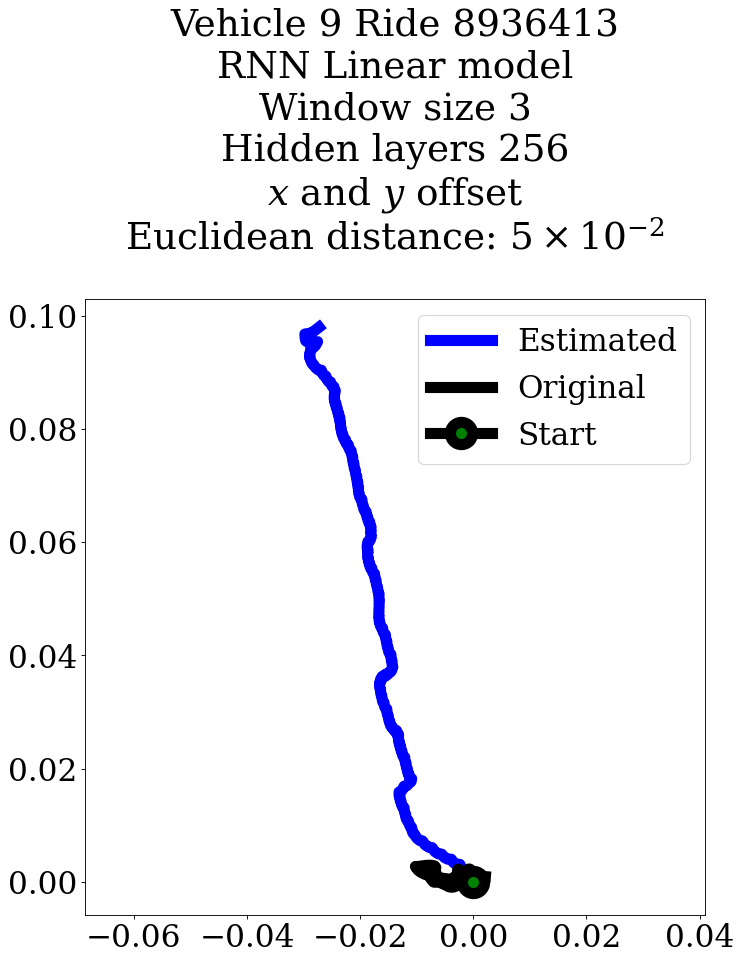 Vehicle 9 Ride 8936413
RNN Linear model
Window size 3
Hidden layers 256
x and y offset
Euclidean distance: 5 × 10⁻²
Estimated
Original
Start
0.10
0.08
0.06
0.04
0.02
0.00
−0.06 −0.04 −0.02 0.00 0.02 0.04